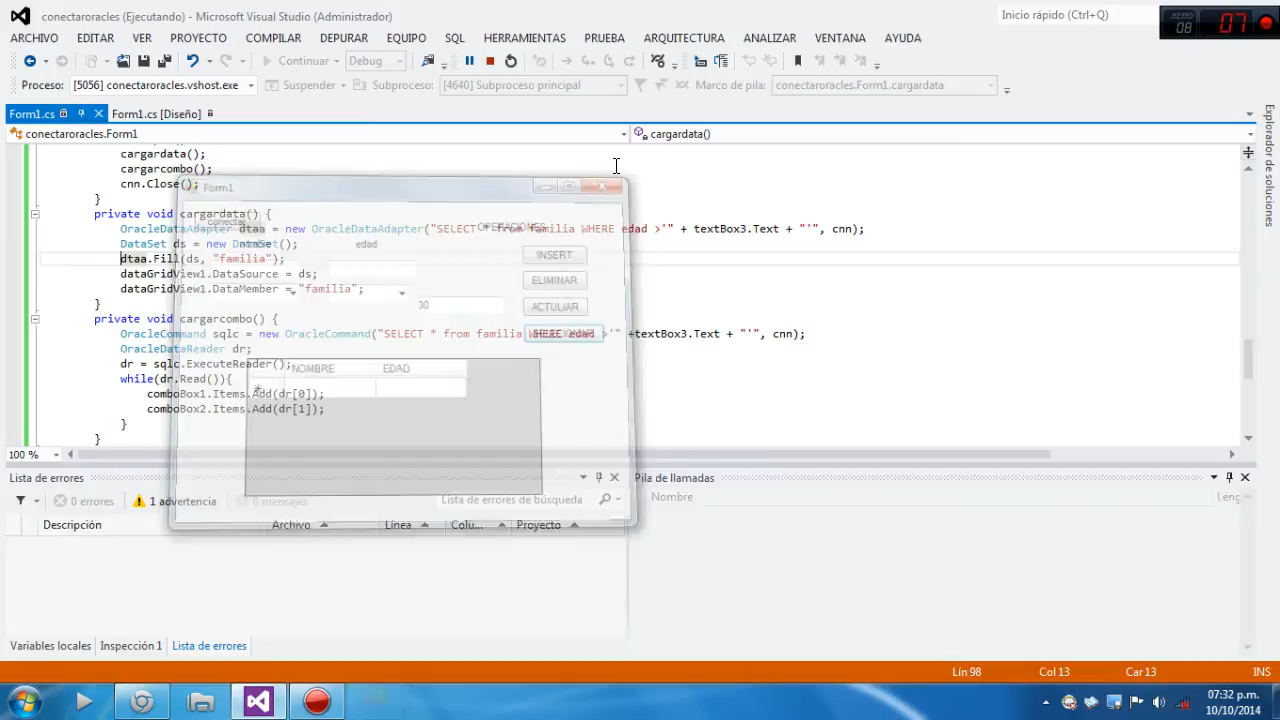 conectaroracles (Ejecutando) - Microsoft Visual Studio (Administrador)
Inicio rápido (Ctrl+Q)
AERO 08 07
ARCHIVO EDITAR VER PROYECTO COMPILAR DEPURAR EQUIPO PRUEBA ARQUITECTURA ANALIZAR VENTANA AYUDA
Continuar Debug
Proceso: [5056] conectaroracles.vshost.exe Suspender Subproceso: [4640] Subproceso principal Marco de pila: conectaroracles.Form1.cargardata
Form1.cs Form1.cs [Diseño]
conectaroracles.Form1 cargardata()
cargardata();
cargarcombo();
cnn.Close();
Form1
}
private void cargardata() {
OracleDataAdapter dtaa = new OracleDataAdapter("SELECT * from familia WHERE edad >'" + textBox3.Text + "'", cnn);
DataSet ds = new DataSet();
edad
INSERT
dtaa.Fill(ds, "familia");
dataGridView1.DataSource = ds;
ELIMINAR
dataGridView1.DataMember = "familia";
30
ACTULIAR
}
private void cargarcombo() {
OracleCommand sqlc = new OracleCommand("SELECT * from familia WHERE edad >'" +textBox3.Text + "'", cnn);
OracleDataReader dr;
dr = sqlc.ExecuteReader();
NOMBRE EDAD
while(dr.Read()){
comboBox1.Items.Add(dr[0]);
comboBox2.Items.Add(dr[1]);
}
}
100 %
Lista de errores
Pila de llamadas
0 errores 1 advertencia 0 mensajes Lista de errores de búsqueda
Nombre Leng
Descripción Archivo Línea Colu... Proyecto
Variables locales Inspección 1 Lista de errores
Lín 98 Col 13 Car 13 INS
07:32 p.m.
10/10/2014
Explorador de soluciones